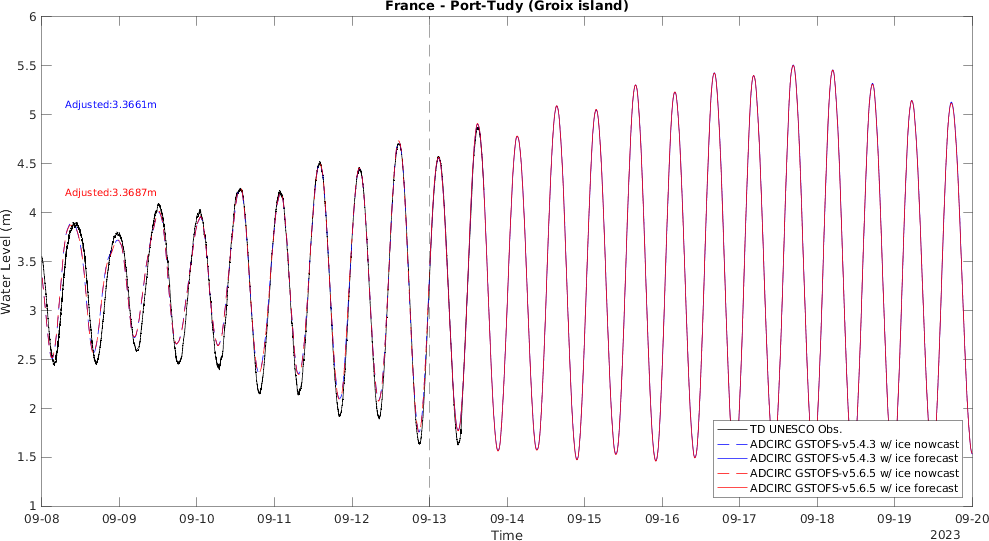 France - Port-Tudy (Groix island)
6
5.5
5
4.5
4
3.5
3
2.5
2
1.5
1
Water Level (m)
Adjusted:3.3661m
Adjusted:3.3687m
TD UNESCO Obs.
ADCIRC GSTOFS-v5.4.3 w/ ice nowcast
ADCIRC GSTOFS-v5.4.3 w/ ice forecast
ADCIRC GSTOFS-v5.6.5 w/ ice nowcast
ADCIRC GSTOFS-v5.6.5 w/ ice forecast
09-08 09-09 09-10 09-11 09-12 09-13 09-14 09-15 09-16 09-17 09-18 09-19 09-20
Time
2023